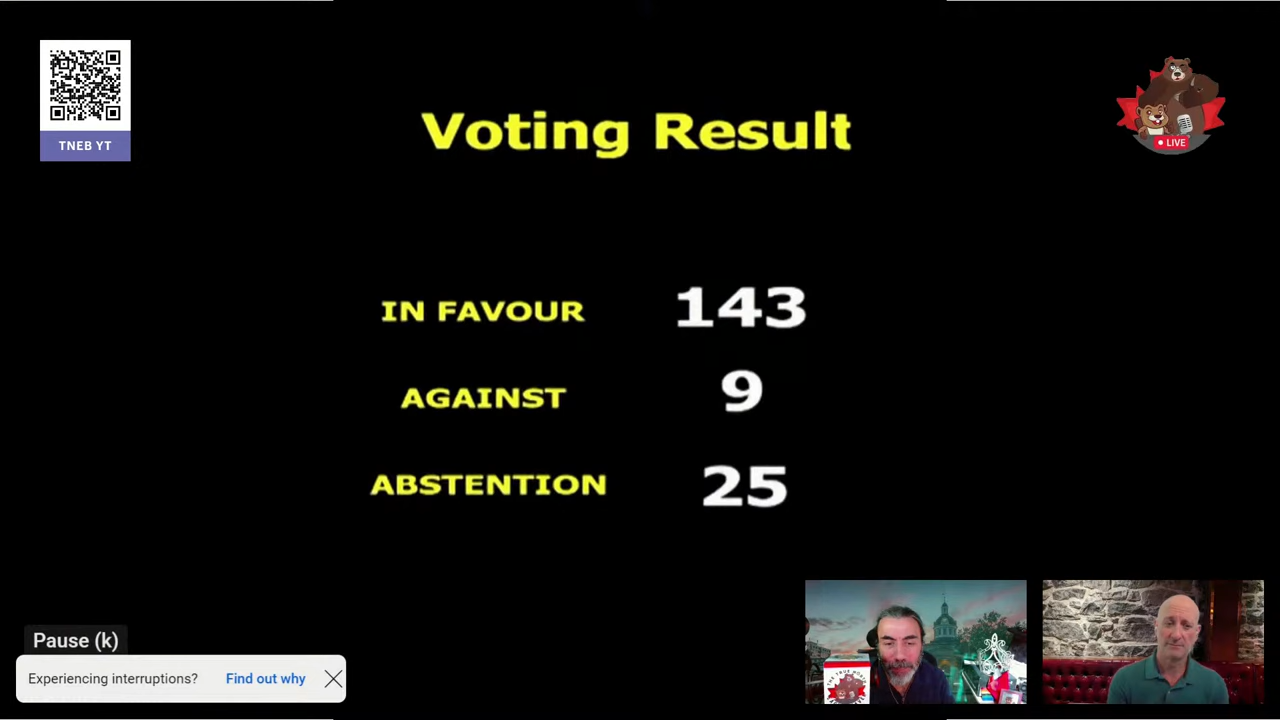 TNEB YT
LIVE
Voting Result
IN FAVOUR 143
AGAINST 9
ABSTENTION 25
Pause (k)
Experiencing interruptions? Find out why